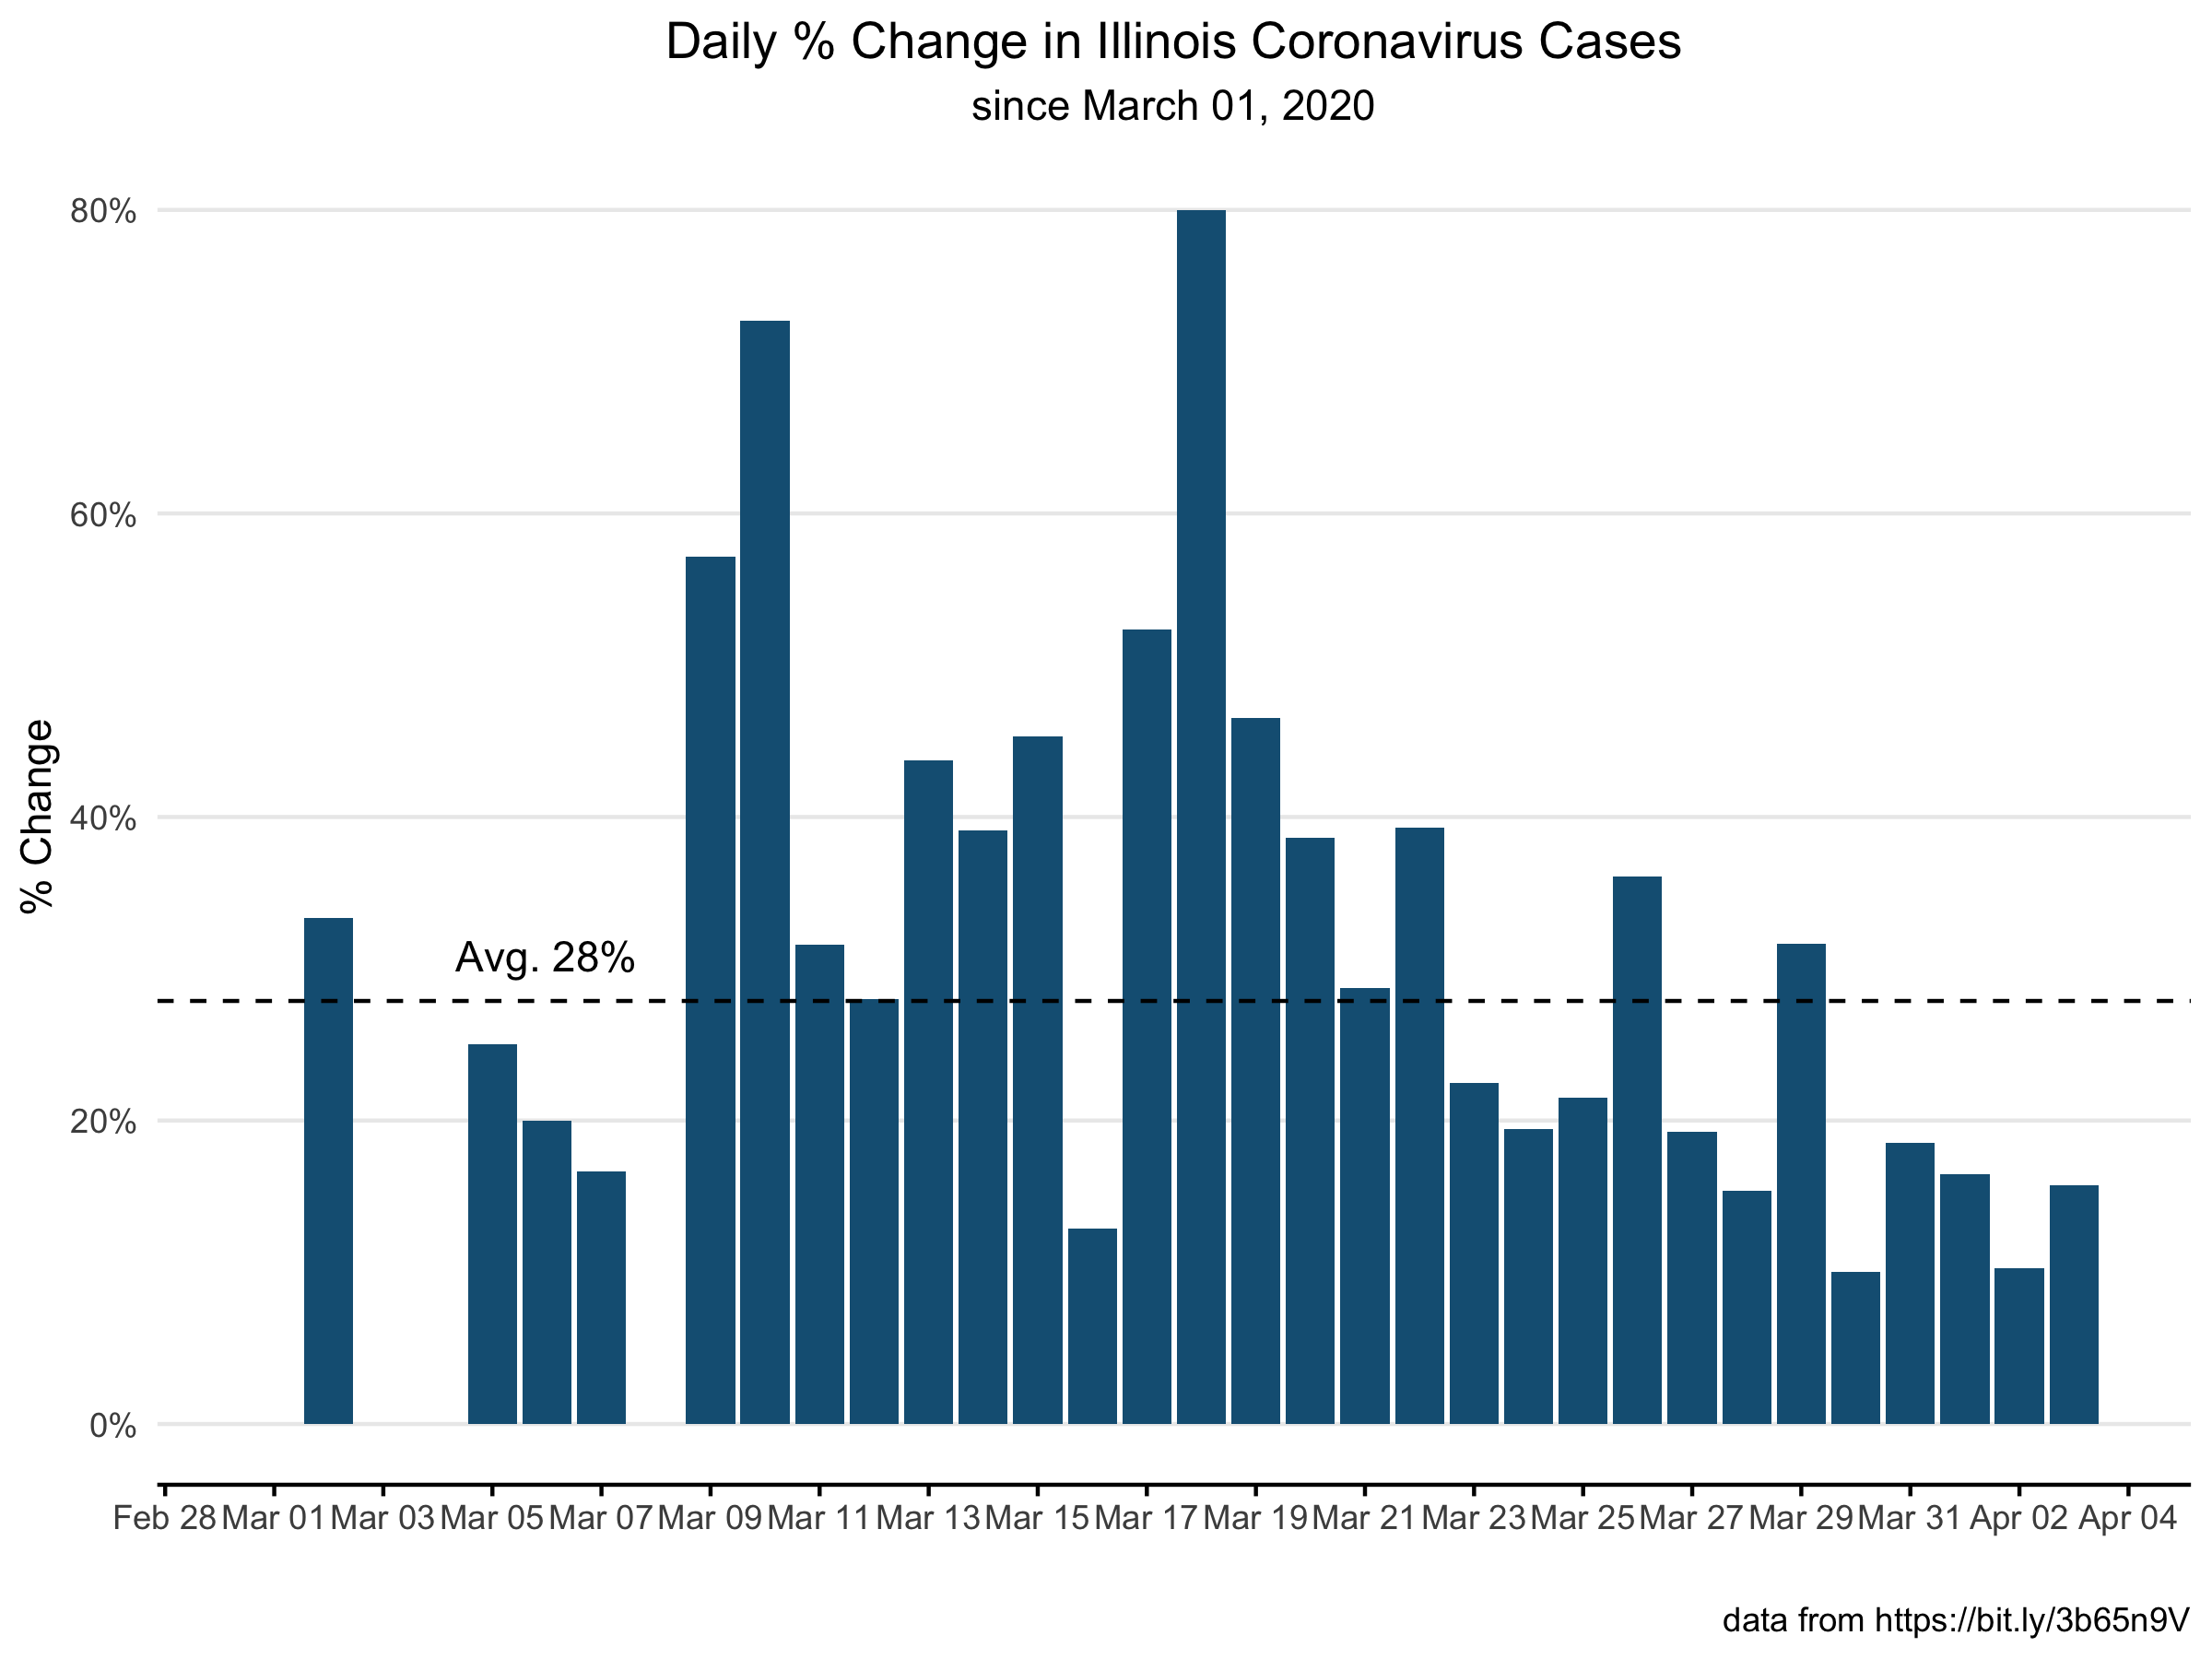 Daily % Change in Illinois Coronavirus Cases
since March 01, 2020
80%
60%
40%
20%
0%
% Change
Avg. 28%
Feb 28 Mar 01 Mar 03 Mar 05 Mar 07 Mar 09 Mar 11 Mar 13 Mar 15 Mar 17 Mar 19 Mar 21 Mar 23 Mar 25 Mar 27 Mar 29 Mar 31 Apr 02 Apr 04
data from https://bit.ly/3b65n9V